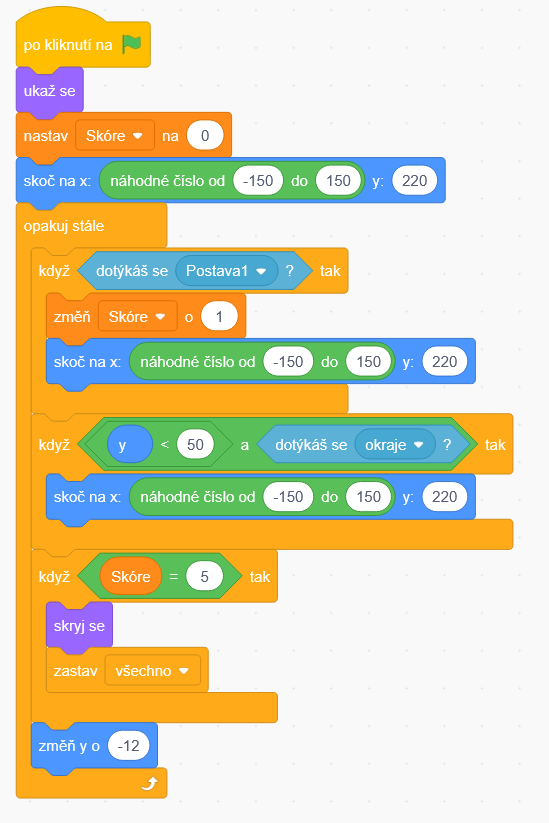 po kliknutí na
ukaž se
nastav Skóre na 0
skoč na x: náhodné číslo od -150 do 150 y: 220
opakuj stále
když dotýkáš se Postava1 ? tak
změň Skóre o 1
skoč na x: náhodné číslo od -150 do 150 y: 220
když y < 50 a dotýkáš se okraje ? tak
skoč na x: náhodné číslo od -150 do 150 y: 220
když Skóre = 5 tak
skryj se
zastav všechno
změň y o -12